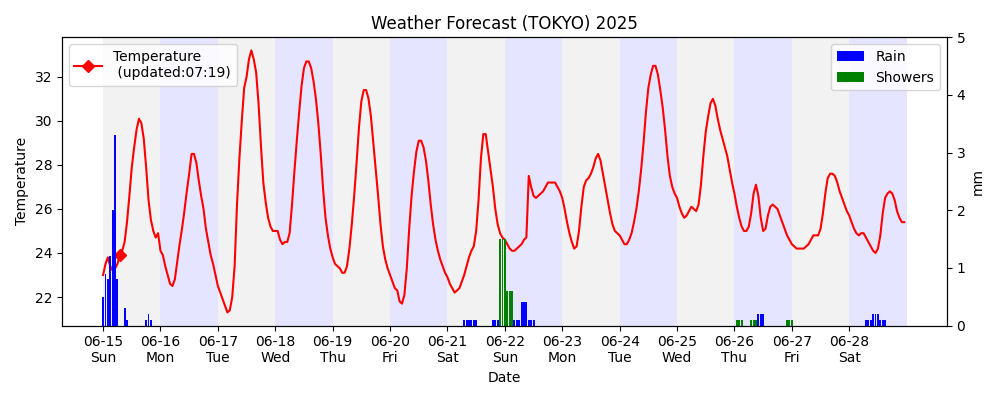 Weather Forecast (TOKYO) 2025
Temperature
(updated:07:19)
Rain
Showers
Temperature
32
30
28
26
24
22
5
4
3
2
1
0
mm
06-15 06-16 06-17 06-18 06-19 06-20 06-21 06-22 06-23 06-24 06-25 06-26 06-27 06-28
Sun Mon Tue Wed Thu Fri Sat Sun Mon Tue Wed Thu Fri Sat
Date